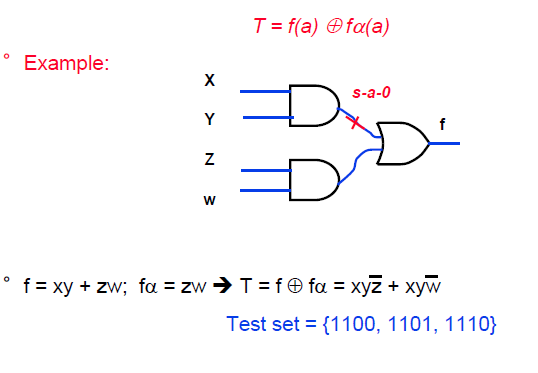 T = f(a) ⊕ fα(a)
° Example:
X
s-a-0
Y
f
Z
w
° f = xy + zw; fα = zw ➔ T = f ⊕ fα = xyz̅ + xyw̅
Test set = {1100, 1101, 1110}